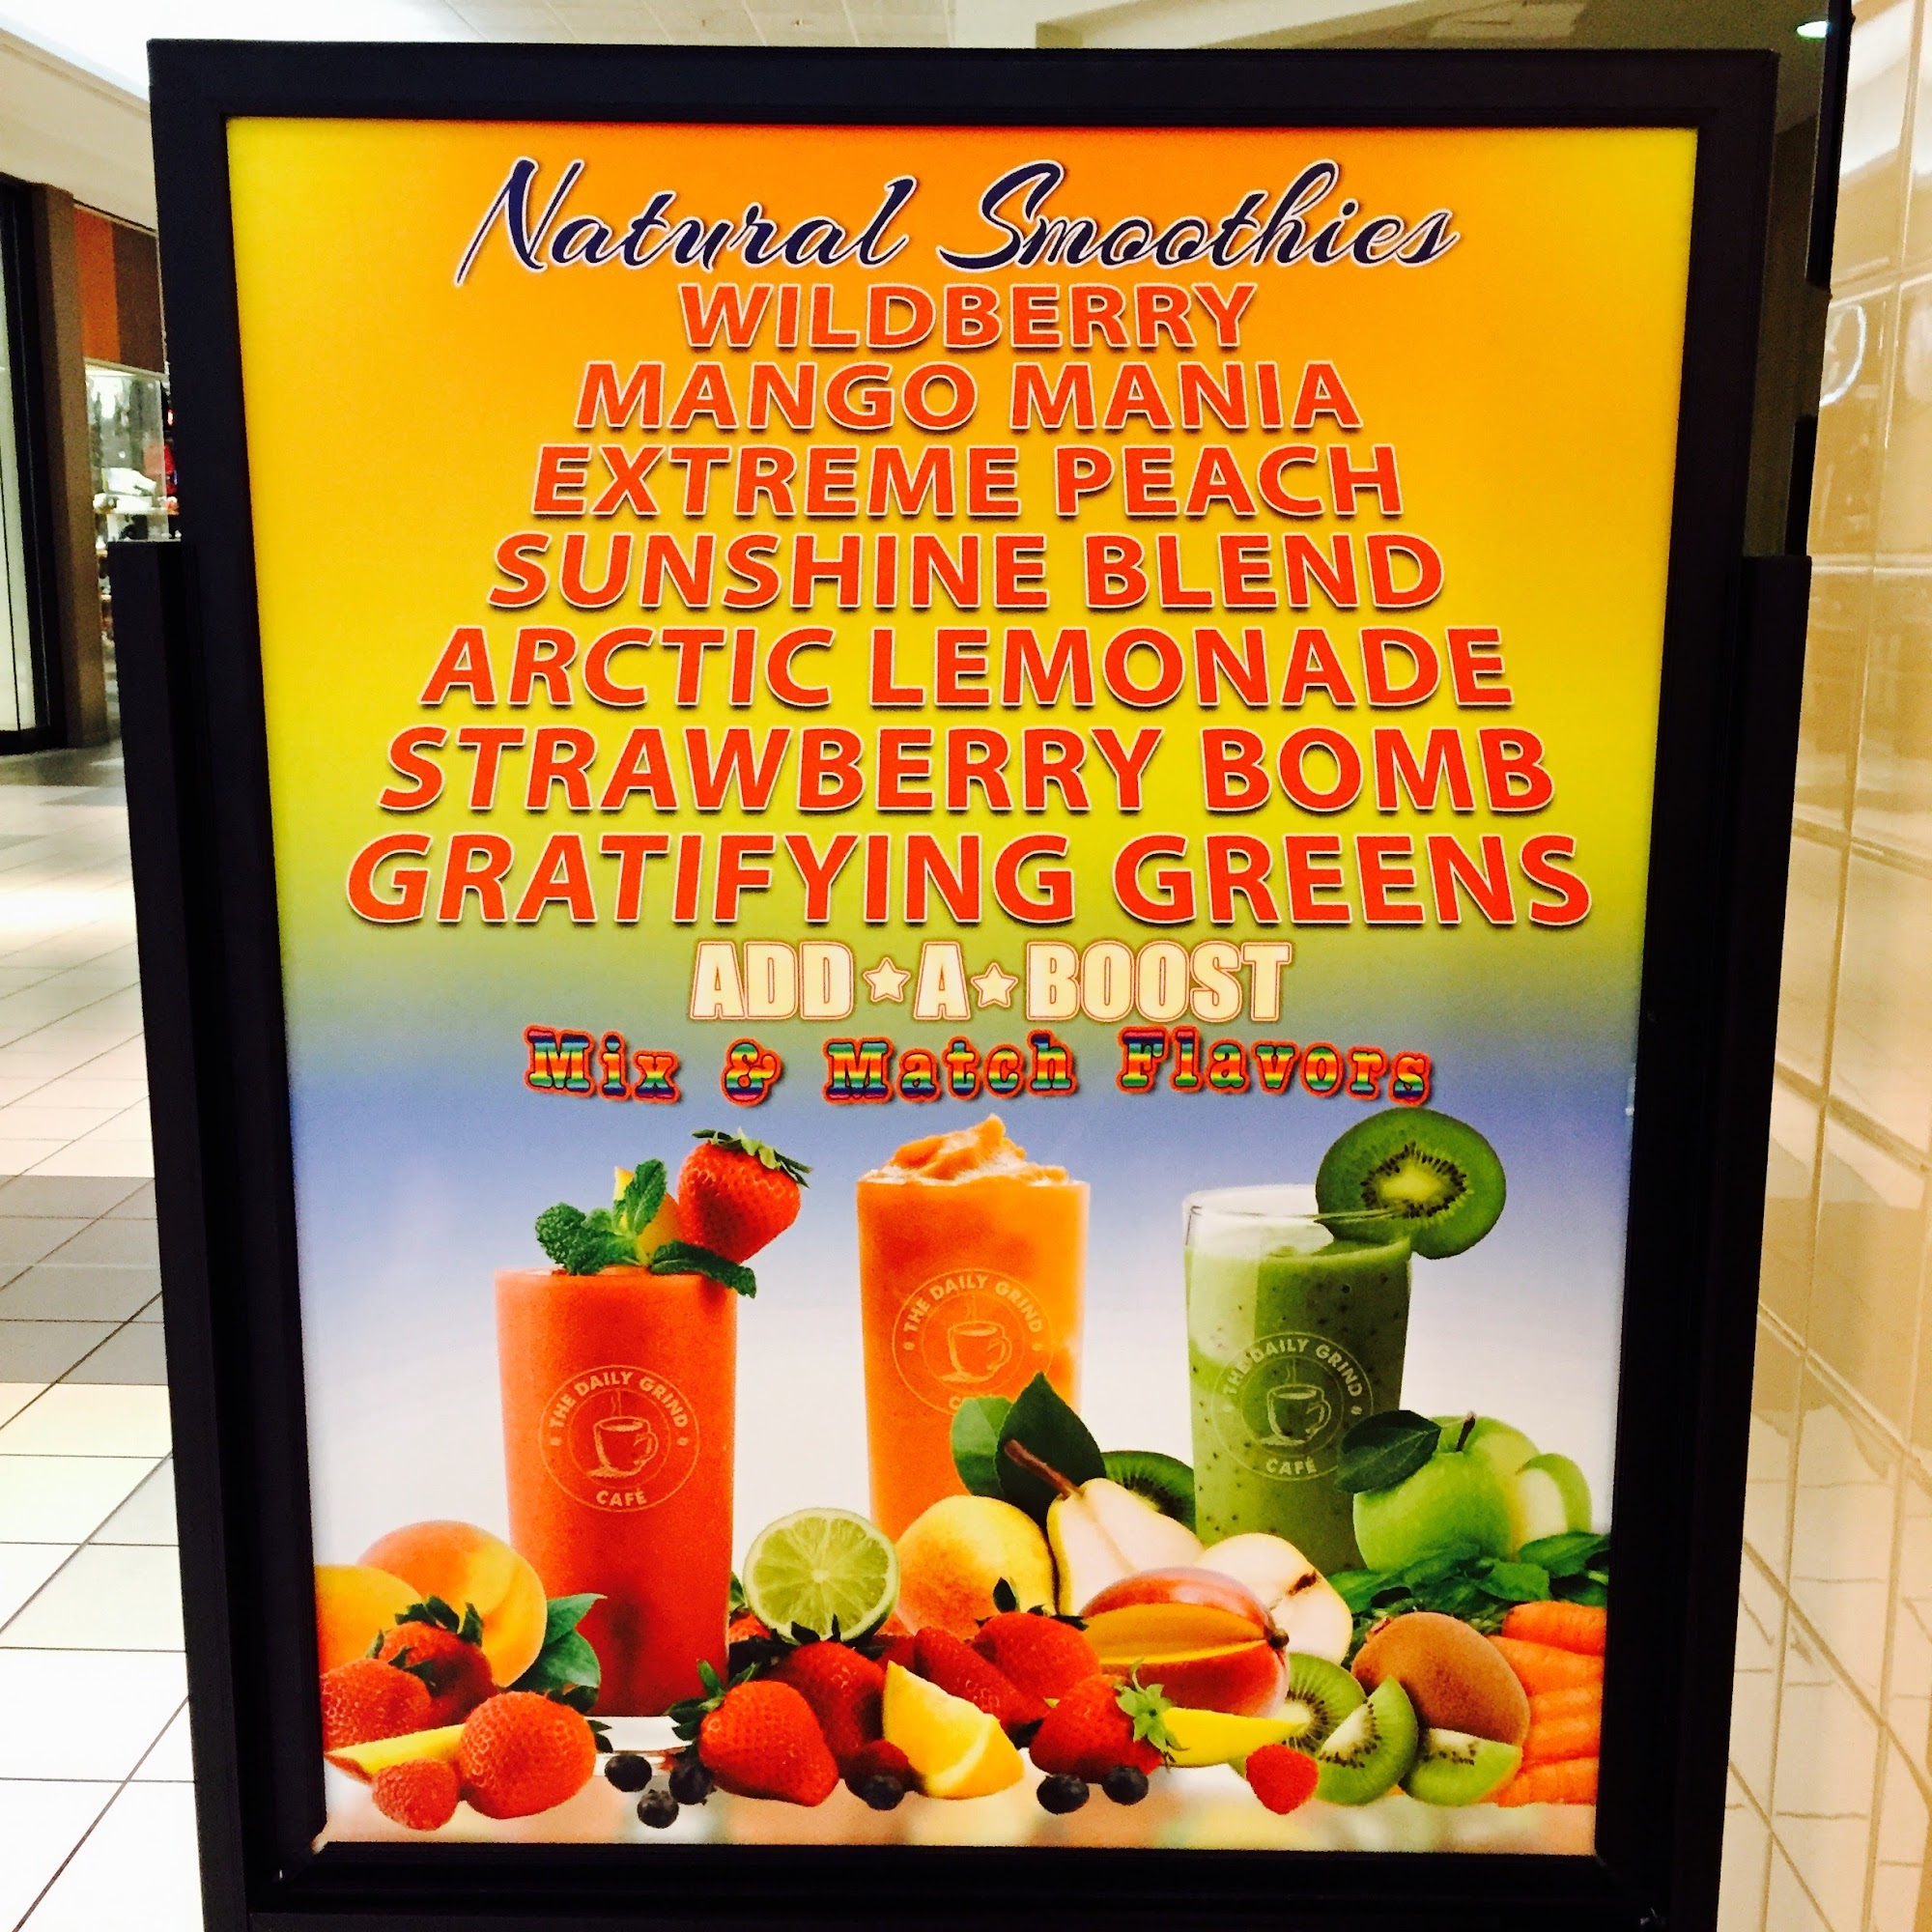 Natural Smoothies
WILDBERRY
MANGO MANIA
EXTREME PEACH
SUNSHINE BLEND
ARCTIC LEMONADE
STRAWBERRY BOMB
GRATIFYING GREENS
ADD★A★BOOST
Mix & Match Flavors
THE DAILY GRIND
CAFÉ
THE DAILY GRIND
THE DAILY GRIND
CAFÉ